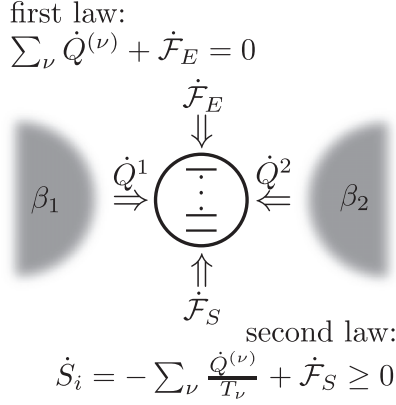 first law:
∑_ν Q̇^(ν) + ℱ̇_E = 0
ℱ̇_E
Q̇¹
Q̇²
β₁
β₂
ℱ̇_S
second law:
Ṡ_i = − ∑_ν Q̇^(ν)/T_ν + ℱ̇_S ≥ 0